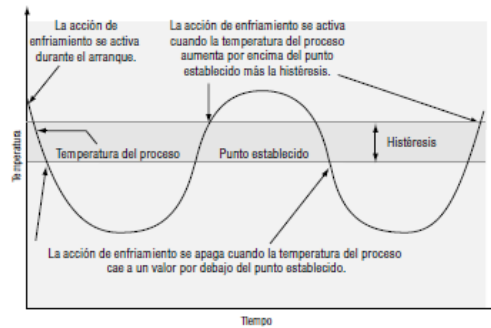 La acción de
enfriamiento se activa
durante el arranque.
La acción de enfriamiento se activa
cuando la temperatura del proceso
aumenta por encima del punto
establecido más la histéresis.
Temperatura
Temperatura del proceso
Punto establecido
Histéresis
La acción de enfriamiento se apaga cuando la temperatura del proceso
cae a un valor por debajo del punto establecido.
Tiempo